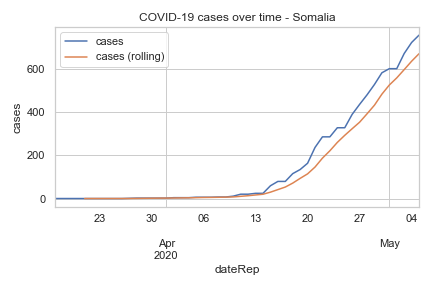 COVID-19 cases over time - Somalia
cases
cases (rolling)
cases
600
400
200
0
23 30 06 13 20 27 04
Apr May
2020
dateRep